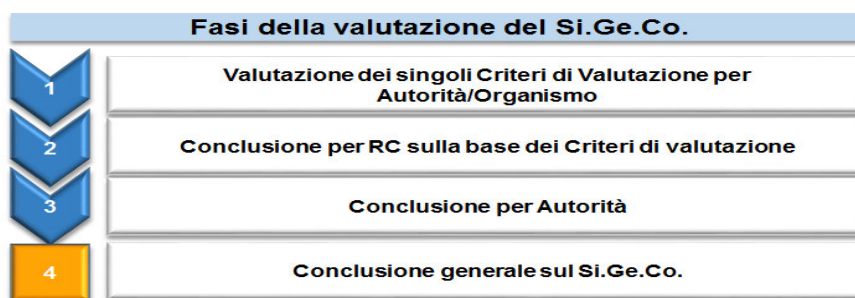 Fasi della valutazione del Si.Ge.Co.
1
Valutazione dei singoli Criteri di Valutazione per
Autorità/Organismo
2
Conclusione per RC sulla base dei Criteri di valutazione
3
Conclusione per Autorità
4
Conclusione generale sul Si.Ge.Co.